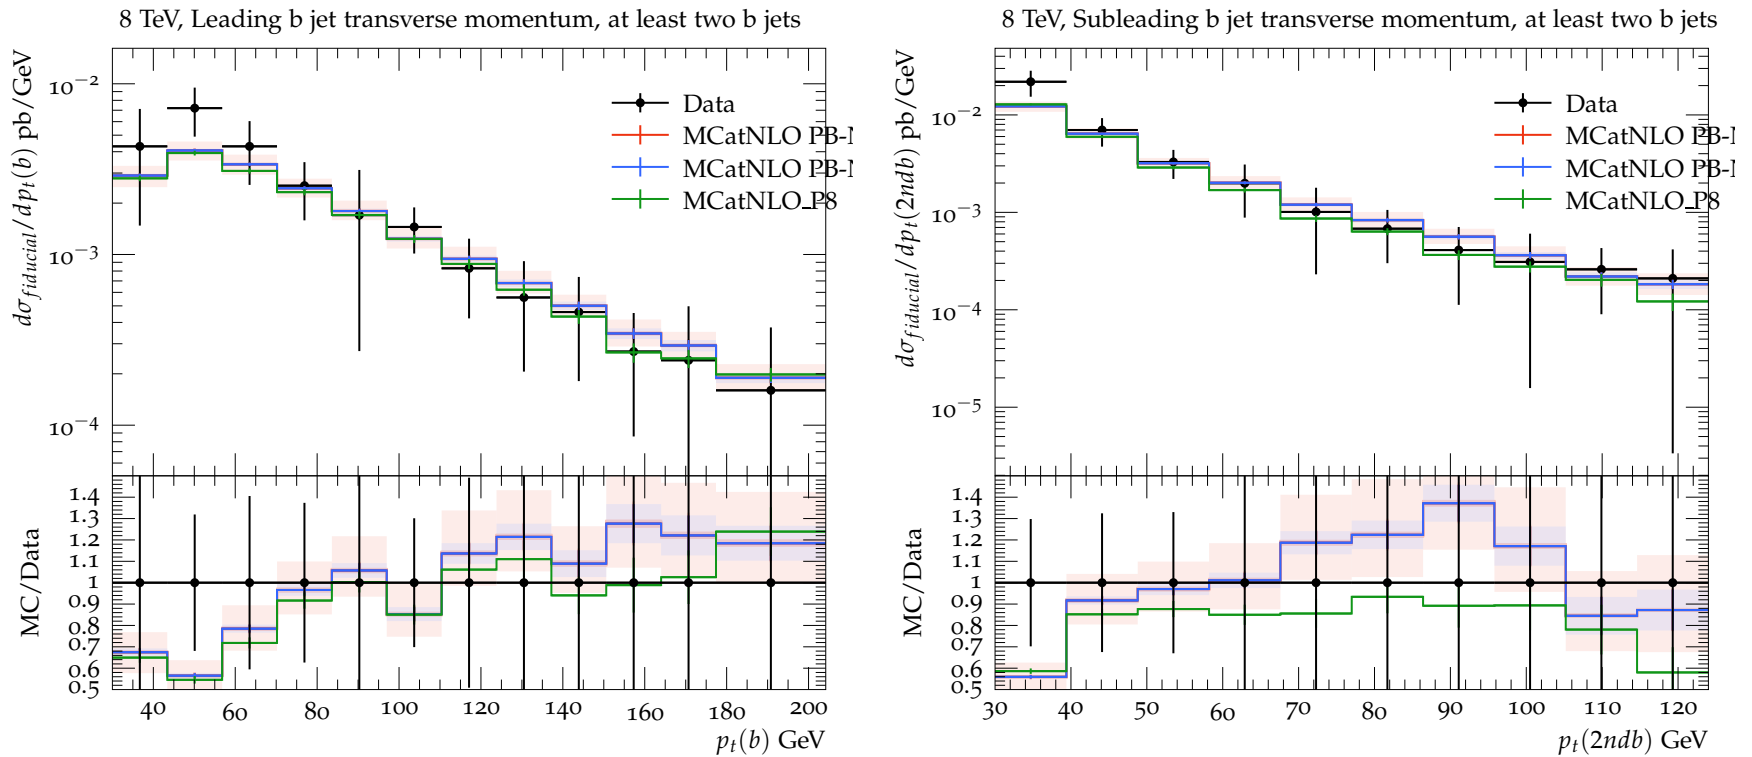 8 TeV, Leading b jet transverse momentum, at least two b jets
dσ_{fiducial}/dp_t(b) pb/GeV
10^{-2}
10^{-3}
10^{-4}
Data
MCatNLO PB-
MCatNLO PB-
MCatNLO_P8
MC/Data
1.4
1.3
1.2
1.1
1
0.9
0.8
0.7
0.6
0.5
40 60 80 100 120 140 160 180 200
p_t(b) GeV
8 TeV, Subleading b jet transverse momentum, at least two b jets
dσ_{fiducial}/dp_t(2ndb) pb/GeV
10^{-2}
10^{-3}
10^{-4}
10^{-5}
Data
MCatNLO PB-
MCatNLO PB-
MCatNLO_P8
MC/Data
1.4
1.3
1.2
1.1
1
0.9
0.8
0.7
0.6
0.5
30 40 50 60 70 80 90 100 110 120
p_t(2ndb) GeV